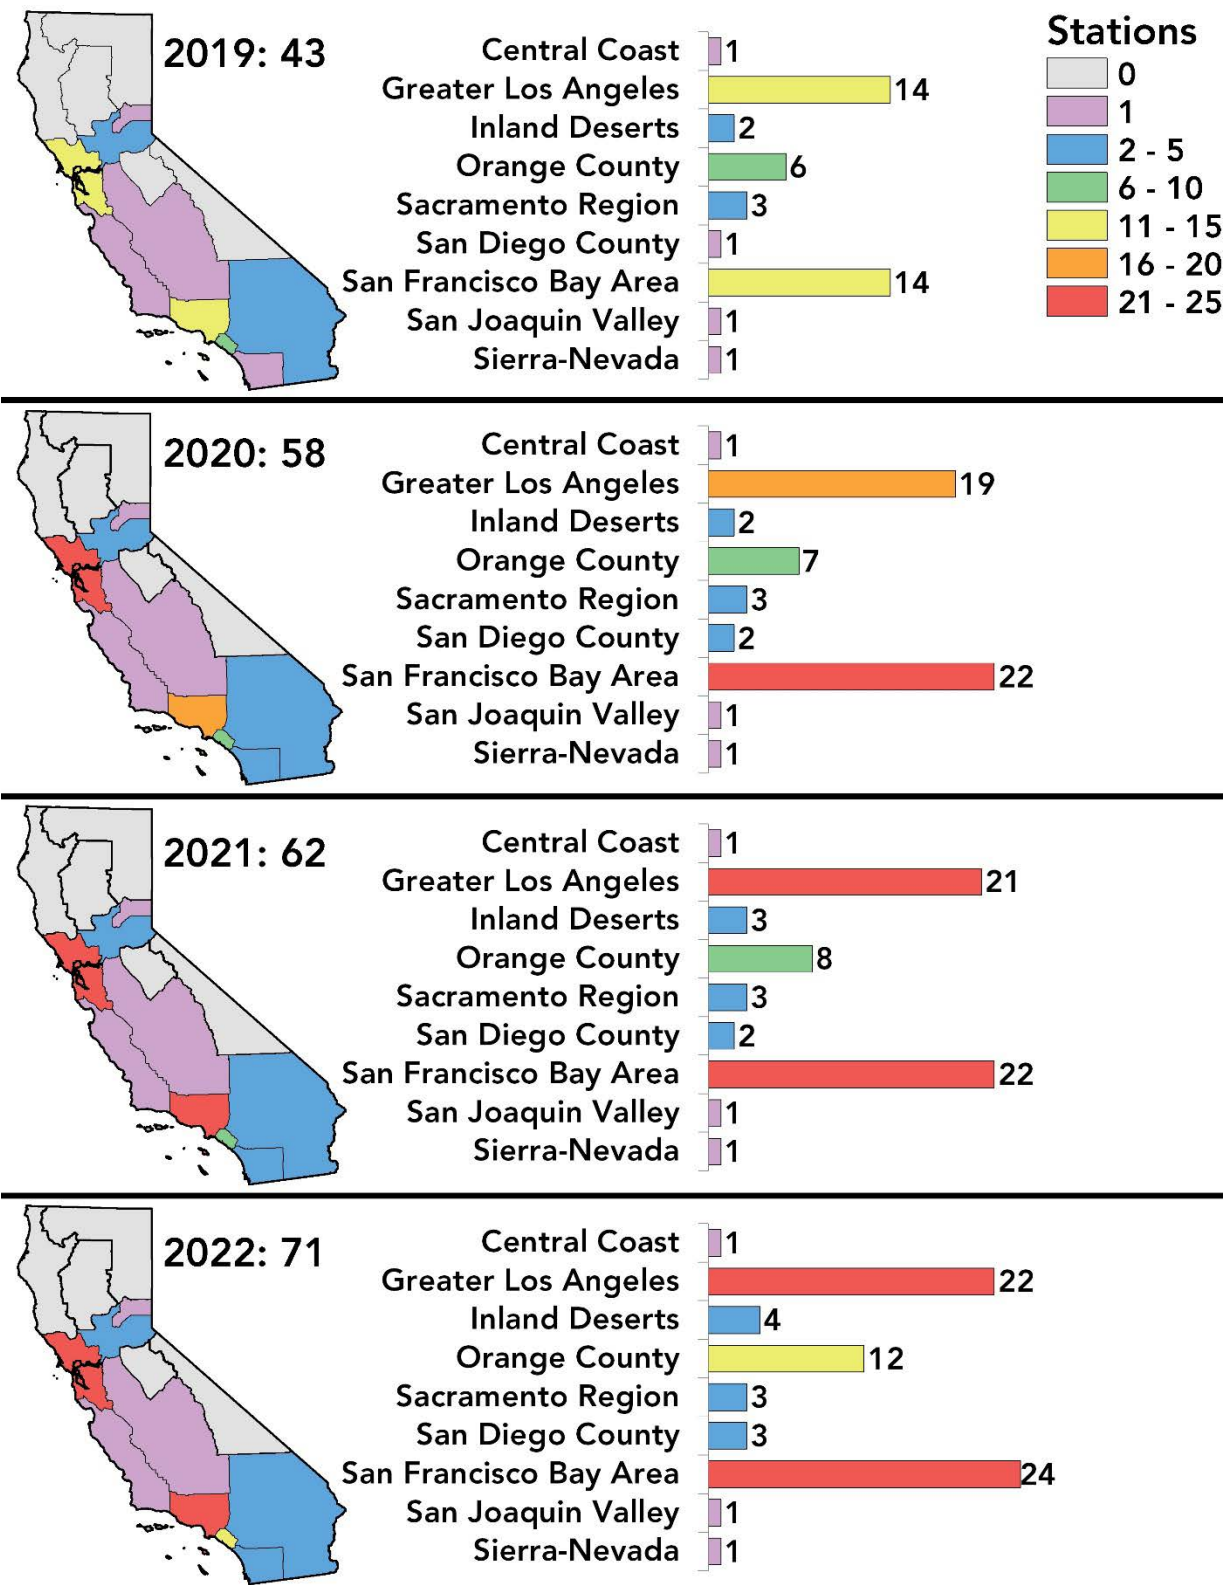 2019: 43
Central Coast 1
Greater Los Angeles 14
Inland Deserts 2
Orange County 6
Sacramento Region 3
San Diego County 1
San Francisco Bay Area 14
San Joaquin Valley 1
Sierra-Nevada 1
Stations
0
1
2 - 5
6 - 10
11 - 15
16 - 20
21 - 25
2020: 58
Central Coast 1
Greater Los Angeles 19
Inland Deserts 2
Orange County 7
Sacramento Region 3
San Diego County 2
San Francisco Bay Area 22
San Joaquin Valley 1
Sierra-Nevada 1
2021: 62
Central Coast 1
Greater Los Angeles 21
Inland Deserts 3
Orange County 8
Sacramento Region 3
San Diego County 2
San Francisco Bay Area 22
San Joaquin Valley 1
Sierra-Nevada 1
2022: 71
Central Coast 1
Greater Los Angeles 22
Inland Deserts 4
Orange County 12
Sacramento Region 3
San Diego County 3
San Francisco Bay Area 24
San Joaquin Valley 1
Sierra-Nevada 1